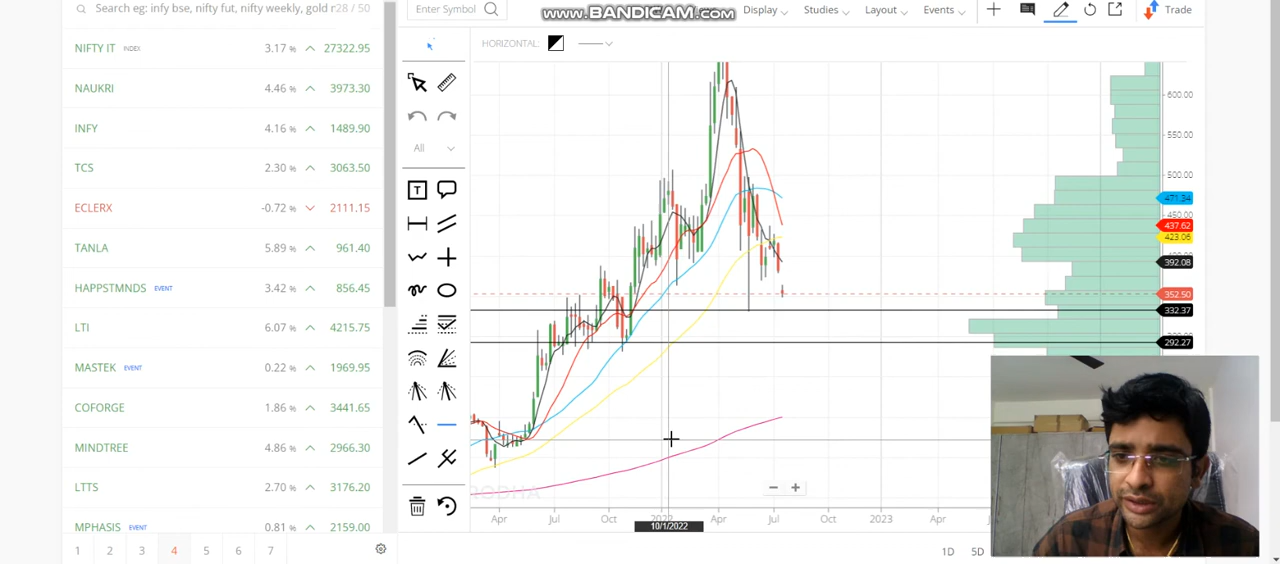 Search eg: infy bse, nifty fut, nifty weekly, gold r 28 / 50
NIFTY IT INDEX 3.17 % 27322.95
NAUKRI 4.46 % 3973.30
INFY 4.16 % 1489.90
TCS 2.30 % 3063.50
ECLERX -0.72 % 2111.15
TANLA 5.89 % 961.40
HAPPSTMNDS EVENT 3.42 % 856.45
LTI 6.07 % 4215.75
MASTEK EVENT 0.22 % 1969.95
COFORGE 1.86 % 3441.65
MINDTREE 4.86 % 2966.30
LTTS 2.70 % 3176.20
MPHASIS EVENT 0.81 % 2159.00
1 2 3 4 5 6 7
Enter Symbol
www.BANDICAM.com
Display Studies Layout Events Trade
HORIZONTAL:
All
T
600.00
550.00
500.00
471.34
450.00
437.62
423.06
392.08
352.50
332.37
292.27
Apr Jul Oct Apr Jul Oct 2023 Apr
10/1/2022
1D 5D